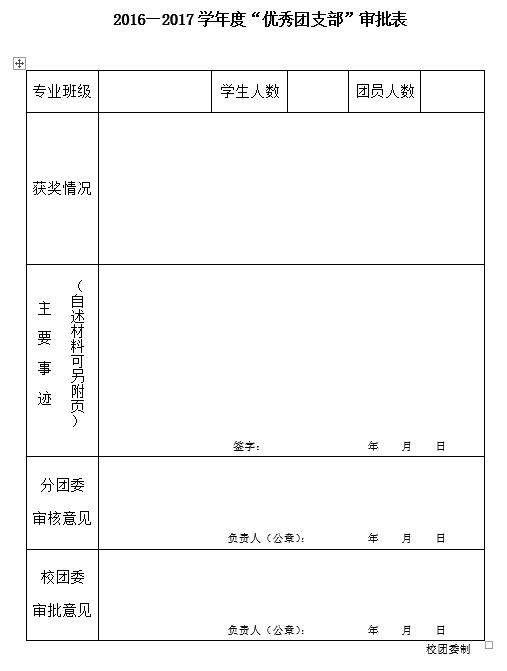 2016—2017学年度“优秀团支部”审批表
专业班级 学生人数 团员人数
获奖情况
主要事迹
（自述材料可另附页）
签字： 年 月 日
分团委
审核意见
负责人（公章）： 年 月 日
校团委
审批意见
负责人（公章）： 年 月 日
校团委制